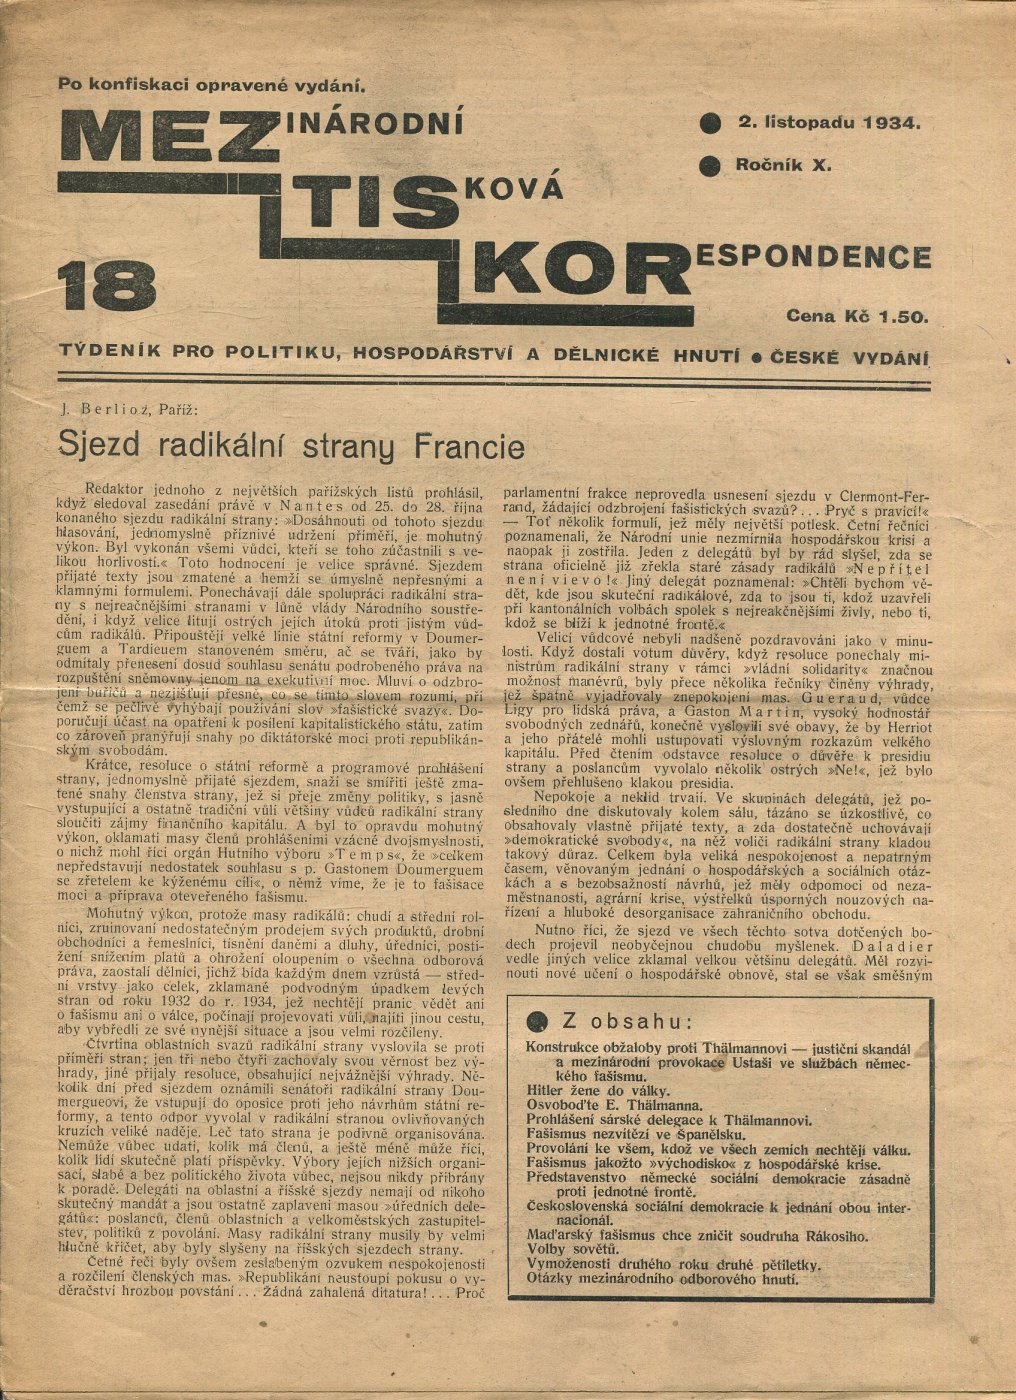 Po konfiskaci opravené vydání.
MEZINÁRODNÍ
TISKOVÁ
KORESPONDENCE
● 2. listopadu 1934.
● Ročník X.
18
Cena Kč 1.50.
TÝDENÍK PRO POLITIKU, HOSPODÁŘSTVÍ A DĚLNICKÉ HNUTÍ ● ČESKÉ VYDÁNÍ
J. Berlioz, Paříž:
Sjezd radikální strany Francie
Redaktor jednoho z největších pařížských listů prohlásil,
když sledoval zasedání právě v Nantes od 25. do 28. října
konaného sjezdu radikální strany: »Dosáhnouti od tohoto sjezdu
hlasování, jednomyslně příznivé udržení příměří, je mohutný
výkon. Byl vykonán všemi vůdci, kteří se toho zúčastnili s ve-
likou horlivostí.« Toto hodnocení je velice správné. Sjezdem
přijaté texty jsou zmatené a hemží se úmyslně nepřesnými a
klamnými formulemi. Ponechávají dále spolupráci radikální stra-
ny s nejreačnějšími stranami v lůně vlády Národního soustře-
dění, i když velice litují ostrých jejích útoků proti jistým vůd-
cům radikálů. Připouštějí velké linie státní reformy v Doumer-
guem a Tardieuem stanoveném směru, ač se tváří, jako by
odmítaly přenesení dosud souhlasu senátu podrobeného práva na
rozpuštění sněmovny jenom na exekutivní moc. Mluví o odzbro-
jení buřičů a nezjišťují přesně, co se tímto slovem rozumí, při
čemž se pečlivě vyhýbají používání slov »fašistické svazy«. Do-
poručují účast na opatření k posílení kapitalistického státu, zatím
co zároveň pranýřují snahy po diktátorské moci proti republikán-
ským svobodám.
Krátce, resoluce o státní reformě a programové prohlášení
strany, jednomyslně přijaté sjezdem, snaží se smířiti ještě zma-
tené snahy členstva strany, jež si přeje změny politiky, s jasně
vystupující a ostatně tradiční vůlí většiny vůdců radikální strany
sloučiti zájmy finančního kapitálu. A byl to opravdu mohutný
výkon, oklamati masy členů prohlášeními vzácné dvojsmyslnosti,
o nichž mohl říci orgán Hutního výboru »Temps«, že »celkem
nepředstavují nedostatek souhlasu s p. Gastonem Doumerguem
se zřetelem ke kýženému cíli«, o němž víme, že je to fašisace
moci a příprava oteveřeného fašismu.
Mohutný výkon, protože masy radikálů: chudí a střední rol-
níci, zruinovaní nedostatečným prodejem svých produktů, drobní
obchodníci a řemeslníci, tísnění daněmi a dluhy, úředníci, posti-
žení snížením platů a ohrožení oloupením o všechna odborová
práva, zaostalí dělníci, jichž bída každým dnem vzrůstá — střed-
ní vrstvy jako celek, zklamané podvodným úpadkem levých
stran od roku 1932 do r. 1934, jež nechtějí pranic vědět ani
o fašismu ani o válce, počínají projevovati vůli, najíti jinou cestu,
aby vybředli ze své nynější situace a jsou velmi rozčileny.
Čtvrtina oblastních svazů radikální strany vyslovila se proti
příměří stran; jen tři nebo čtyři zachovaly svou věrnost bez vý-
hrady, jiné přijaly resoluce, obsahující nejvážnější výhrady. Ně-
kolik dní před sjezdem oznámili senátoři radikální strany Dou-
mergueovi, že vstupují do oposice proti jeho návrhům státní re-
formy, a tento odpor vyvolal v radikální stranou ovlivňovaných
kruzích veliké naděje. Leč tato strana je podivně organisována.
Nemůže vůbec udati, kolik má členů, a ještě méně může říci,
kolik lidí skutečně platí příspěvky. Výbory jejích nižších organi-
sací, slabé a bez politického života vůbec, nejsou nikdy přibrány
k poradě. Delegáti na oblastní a říšské sjezdy nemají od nikoho
skutečný mandát a jsou ostatně zaplaveni masou »úředních dele-
gátů«: poslanců, členů oblastních a velkoměstských zastupitel-
stev, politiků z povolání. Masy radikální strany musily by velmi
hlučně křičet, aby byly slyšeny na říšských sjezdech strany.
Četné řeči byly ovšem zeslabeným ozvukem nespokojenosti
a rozčílení členských mas. »Republikáni neustoupí pokusu o vy-
děračství hrozbou povstání... Žádná zahalená ditatura!... Proč
parlamentní frakce neprovedla usnesení sjezdu v Clermont-Fer-
rand, žádající odzbrojení fašistických svazů?... Pryč s pravicí!«
— Toť několik formulí, jež měly největší potlesk. Četní řečníci
poznamenali, že Národní unie nezmírnila hospodářskou krisi a
naopak ji zostřila. Jeden z delegátů byl by rád slyšel, zda se
strana oficielně již zřekla staré zásady radikálů »Nepřítel
není vlevo!« Jiný delegát poznamenal: »Chtěli bychom vě-
dět, kde jsou skuteční radikálové, zda to jsou ti, kdož uzavřeli
při kantonálních volbách spolek s nejreakčnějšími živly, nebo ti,
kdož se blíží k jednotné frontě.«
Velicí vůdcové nebyli nadšeně pozdravováni jako v minu-
losti. Když dostali votum důvěry, když resoluce ponechaly mi-
nistrům radikální strany v rámci »vládní solidarity« značnou
možnost manévrů, byly přece několika řečníky činěny výhrady,
jež špatně vyjadřovaly znepokojení mas. Gueraud, vůdce
Ligy pro lidská práva, a Gaston Martin, vysoký hodnostář
svobodných zednářů, konečně vyslovili své obavy, že by Herriot
a jeho přátelé mohli ustupovati výslovným rozkazům velkého
kapitálu. Před čtením odstavce resoluce o důvěře k presidiu
strany a poslancům vyvolalo několik ostrých »Ne!«, jež bylo
ovšem přehlušeno klakou presidia.
Nepokoje a neklid trvají. Ve skupinách delegátů, jež po-
sledního dne diskutovaly kolem sálu, tázáno se úzkostlivě, co
obsahovaly vlastně přijaté texty, a zda dostatečně uchovávají
»demokratické svobody«, na něž voliči radikální strany kladou
takový důraz. Celkem byla veliká nespokojenost a nepatrným
časem, věnovaným jednání o hospodářských a sociálních otáz-
kách a s bezobsažností návrhů, jež měly odpomoci od neza-
městnanosti, agrární krise, výstřelků úsporných nouzových na-
řízení a hluboké desorganisace zahraničního obchodu.
Nutno říci, že sjezd ve všech těchto sotva dotčených bo-
dech projevil neobyčejnou chudobu myšlenek. Daladier
vedle jiných velice zklamal velkou většinu delegátů. Měl rozvi-
nouti nové učení o hospodářské obnově, stal se však směšným
● Z obsahu:
Konstrukce obžaloby proti Thälmannovi — justiční skandál
a mezinárodní provokace Ustaši ve službách němec-
kého fašismu.
Hitler žene do války.
Osvoboďte E. Thälmanna.
Prohlášení sárské delegace k Thälmannovi.
Fašismus nezvítězí ve Španělsku.
Provolání ke všem, kdož ve všech zemích nechtějí válku.
Fašismus jakožto »východisko« z hospodářské krise.
Představenstvo německé sociální demokracie zásadně
proti jednotné frontě.
Československá sociální demokracie k jednání obou inter-
nacionál.
Maďarský fašismus chce zničit soudruha Rákosiho.
Volby sovětů.
Vymoženosti druhého roku druhé pětiletky.
Otázky mezinárodního odborového hnutí.